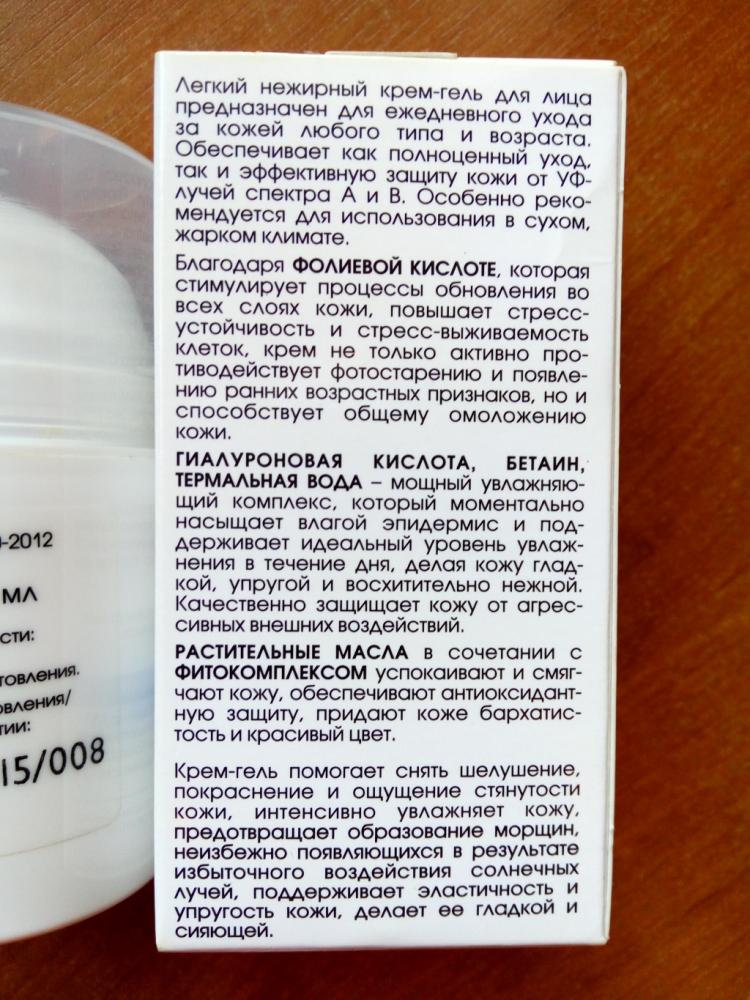 Легкий нежирный крем-гель для лица
предназначен для ежедневного ухода
за кожей любого типа и возраста.
Обеспечивает как полноценный уход,
так и эффективную защиту кожи от УФ-
лучей спектра А и В. Особенно реко-
мендуется для использования в сухом,
жарком климате.
Благодаря ФОЛИЕВОЙ КИСЛОТЕ, которая
стимулирует процессы обновления во
всех слоях кожи, повышает стресс-
устойчивость и стресс-выживаемость
клеток, крем не только активно про-
тиводействует фотостарению и появле-
нию ранних возрастных признаков, но и
способствует общему омоложению
кожи.
ГИАЛУРОНОВАЯ КИСЛОТА, БЕТАИН,
ТЕРМАЛЬНАЯ ВОДА – мощный увлажняю-
щий комплекс, который моментально
насыщает влагой эпидермис и под-
держивает идеальный уровень увлаж-
нения в течение дня, делая кожу глад-
кой, упругой и восхитительно нежной.
Качественно защищает кожу от агрес-
сивных внешних воздействий.
РАСТИТЕЛЬНЫЕ МАСЛА в сочетании с
ФИТОКОМПЛЕКСОМ успокаивают и смяг-
чают кожу, обеспечивают антиоксидант-
ную защиту, придают коже бархатис-
тость и красивый цвет.
Крем-гель помогает снять шелушение,
покраснение и ощущение стянутости
кожи, интенсивно увлажняет кожу,
предотвращает образование морщин,
неизбежно появляющихся в результате
избыточного воздействия солнечных
лучей, поддерживает эластичность и
упругость кожи, делает ее гладкой и
сияющей.
-2012
мл
сти:
товления.
овления/
тии:
15/008